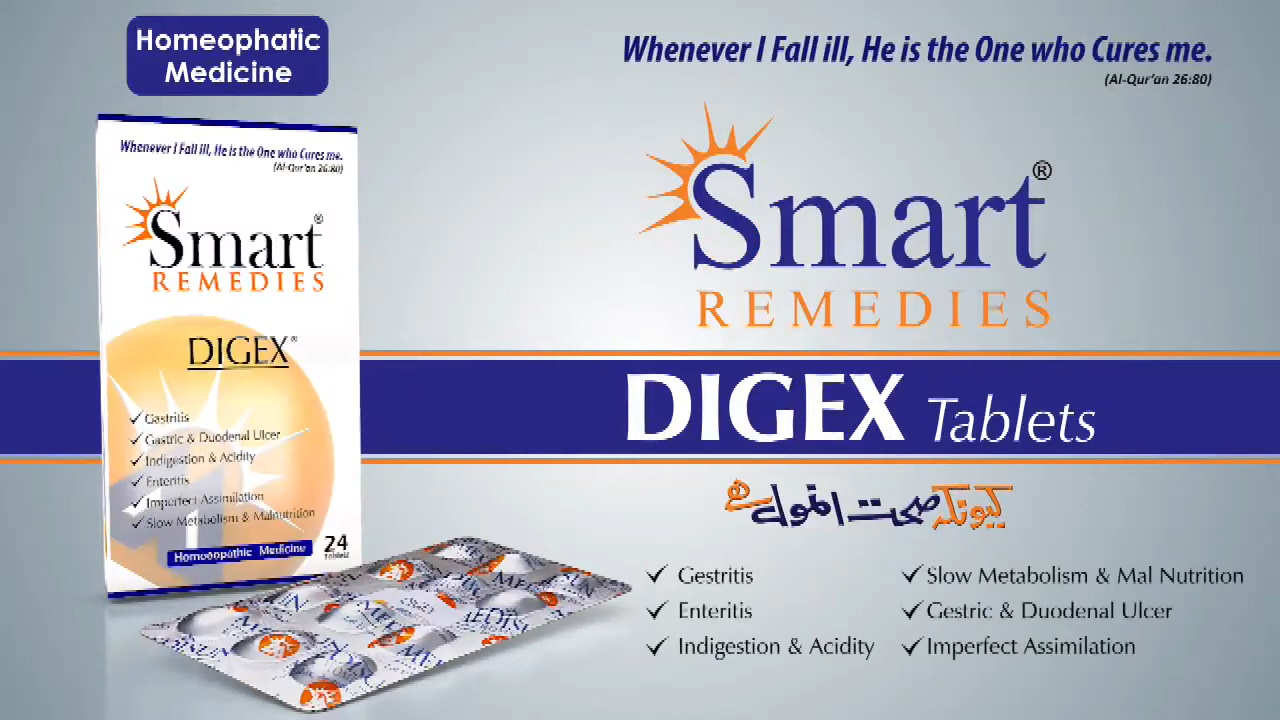 Homeophatic
Medicine
Whenever I Fall ill, He is the One who Cures me.
(Al-Qur'an 26:80)
Smart®
REMEDIES
DIGEX Tablets
کیونکہ صحت انمول ہے
Gestritis
Enteritis
Indigestion & Acidity
Slow Metabolism & Mal Nutrition
Gestric & Duodenal Ulcer
Imperfect Assimilation
Whenever I Fall ill, He is the One who Cures me.
(Al-Qur'an 26:80)
Smart®
REMEDIES
DIGEX®
Gastritis
Gastric & Duodenal Ulcer
Indigestion & Acidity
Enteritis
Imperfect Assimilation
Slow Metabolism & Malnutrition
Homoeopathic Medicine
24
Tablets